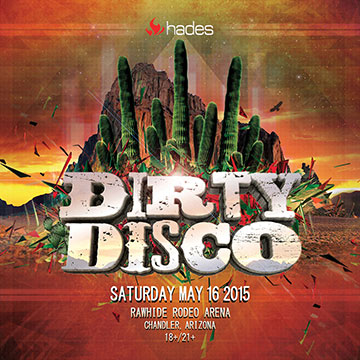 hades
DIRTY
DISCO
SATURDAY MAY 16 2015
RAWHIDE RODEO ARENA
CHANDLER, ARIZONA
18+/21+